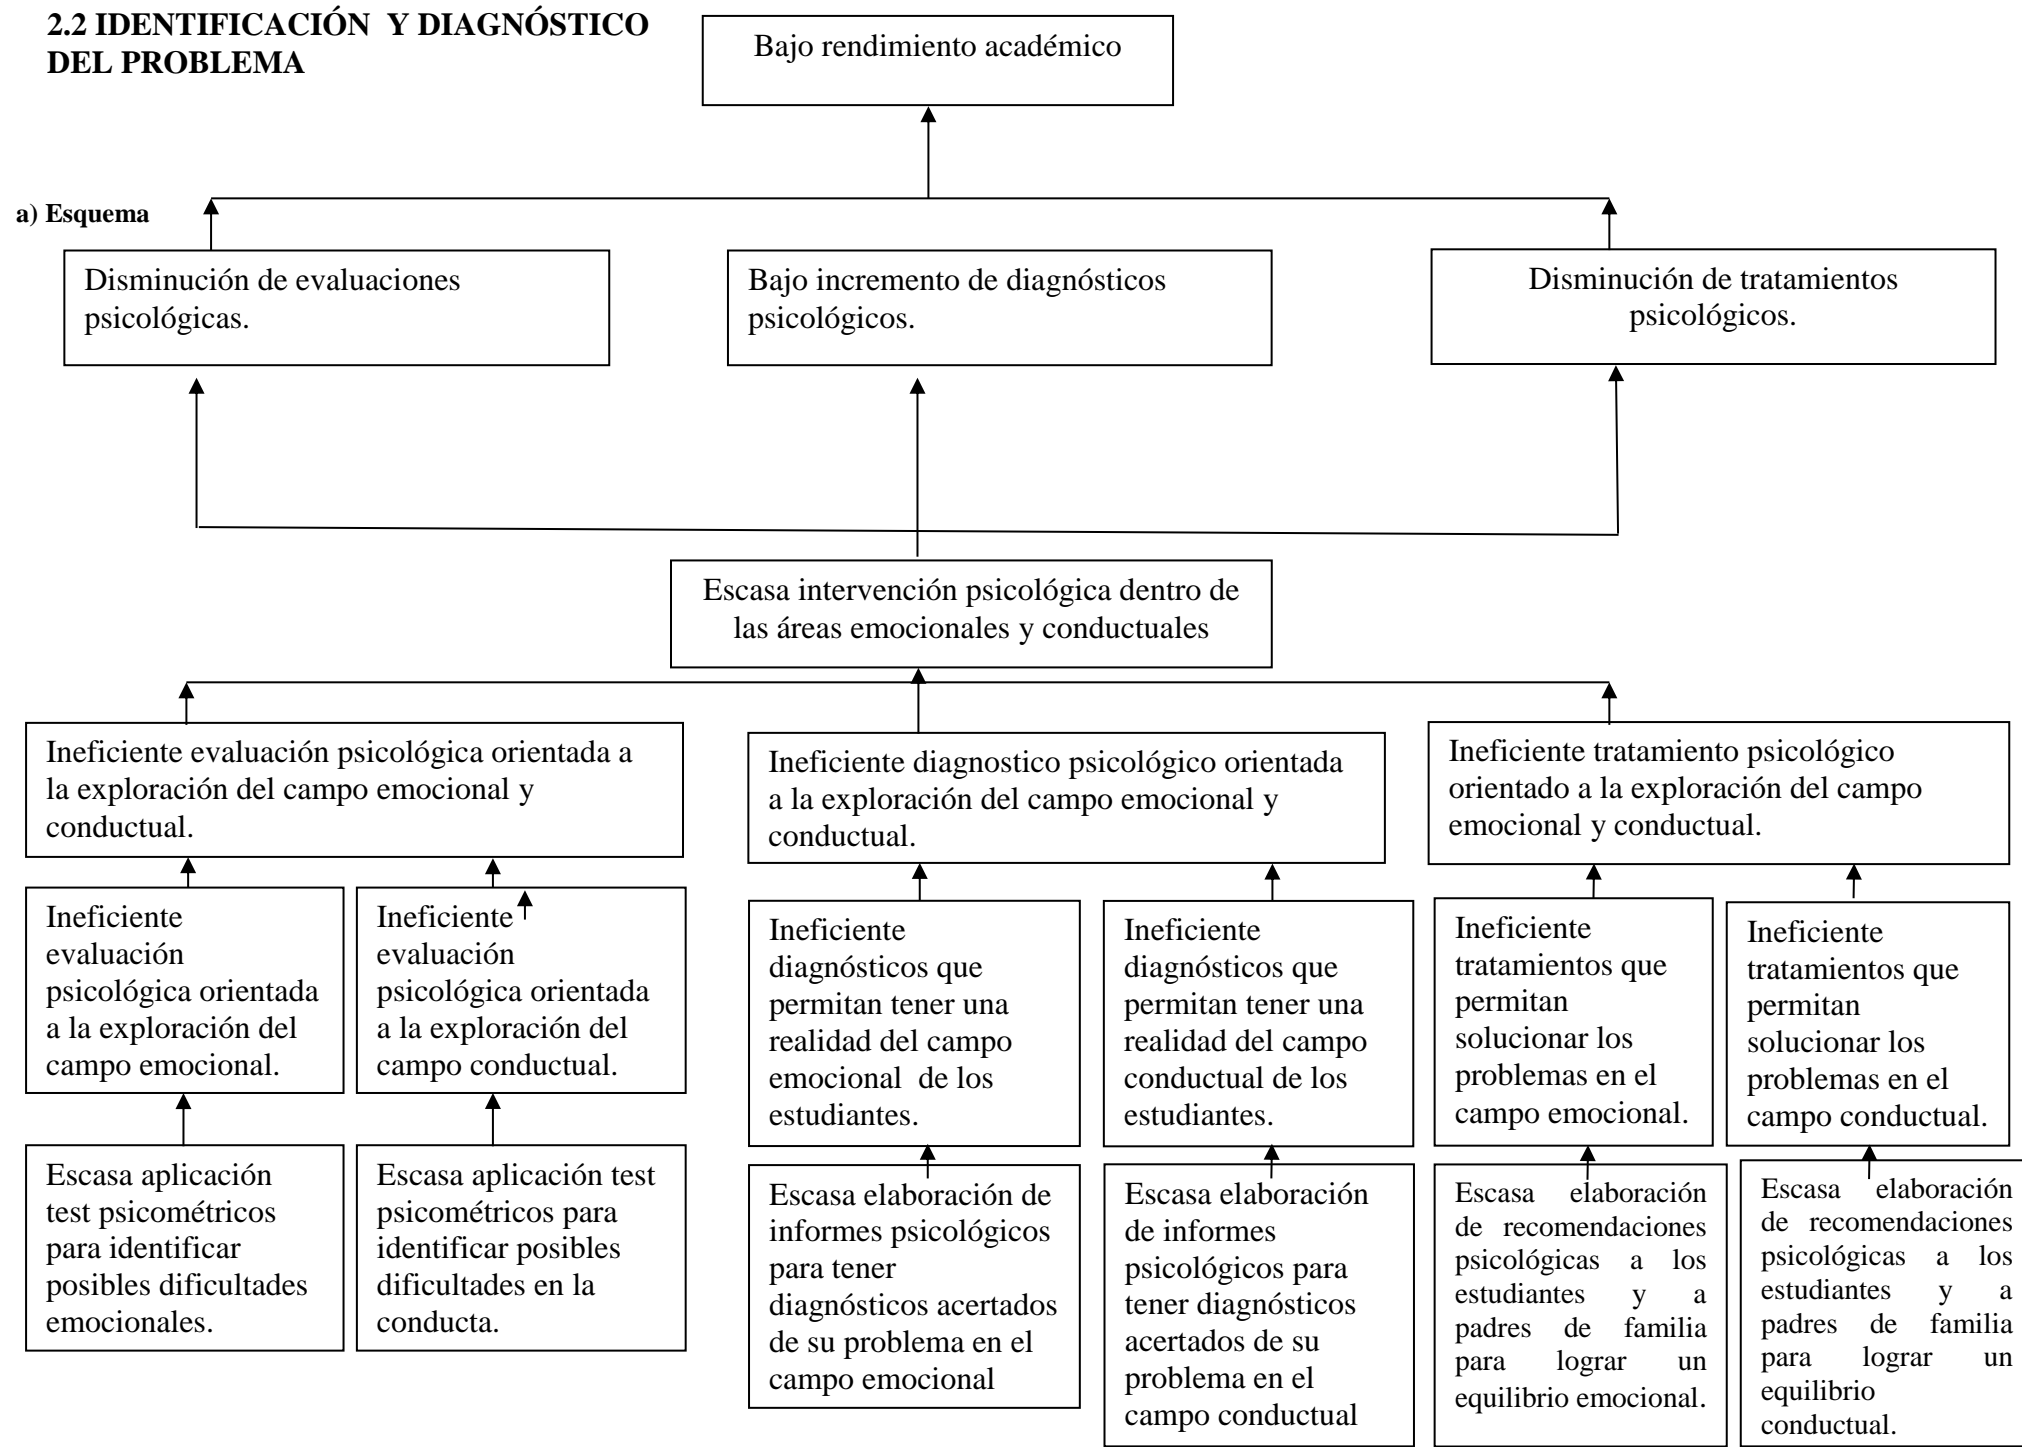 2.2 IDENTIFICACIÓN Y DIAGNÓSTICO
DEL PROBLEMA
Bajo rendimiento académico
a) Esquema
Disminución de evaluaciones
psicológicas.
Bajo incremento de diagnósticos
psicológicos.
Disminución de tratamientos
psicológicos.
Escasa intervención psicológica dentro de
las áreas emocionales y conductuales
Ineficiente evaluación psicológica orientada a
la exploración del campo emocional y
conductual.
Ineficiente diagnostico psicológico orientada
a la exploración del campo emocional y
conductual.
Ineficiente tratamiento psicológico
orientado a la exploración del campo
emocional y conductual.
Ineficiente
evaluación
psicológica orientada
a la exploración del
campo emocional.
Ineficiente
evaluación
psicológica orientada
a la exploración del
campo conductual.
Ineficiente
diagnósticos que
permitan tener una
realidad del campo
emocional de los
estudiantes.
Ineficiente
diagnósticos que
permitan tener una
realidad del campo
conductual de los
estudiantes.
Ineficiente
tratamientos que
permitan
solucionar los
problemas en el
campo emocional.
Ineficiente
tratamientos que
permitan
solucionar los
problemas en el
campo conductual.
Escasa aplicación
test psicométricos
para identificar
posibles dificultades
emocionales.
Escasa aplicación test
psicométricos para
identificar posibles
dificultades en la
conducta.
Escasa elaboración de
informes psicológicos
para tener
diagnósticos acertados
de su problema en el
campo emocional
Escasa elaboración
de informes
psicológicos para
tener diagnósticos
acertados de su
problema en el
campo conductual
Escasa elaboración
de recomendaciones
psicológicas a los
estudiantes y a
padres de familia
para lograr un
equilibrio emocional.
Escasa elaboración
de recomendaciones
psicológicas a los
estudiantes y a
padres de familia
para lograr un
equilibrio
conductual.